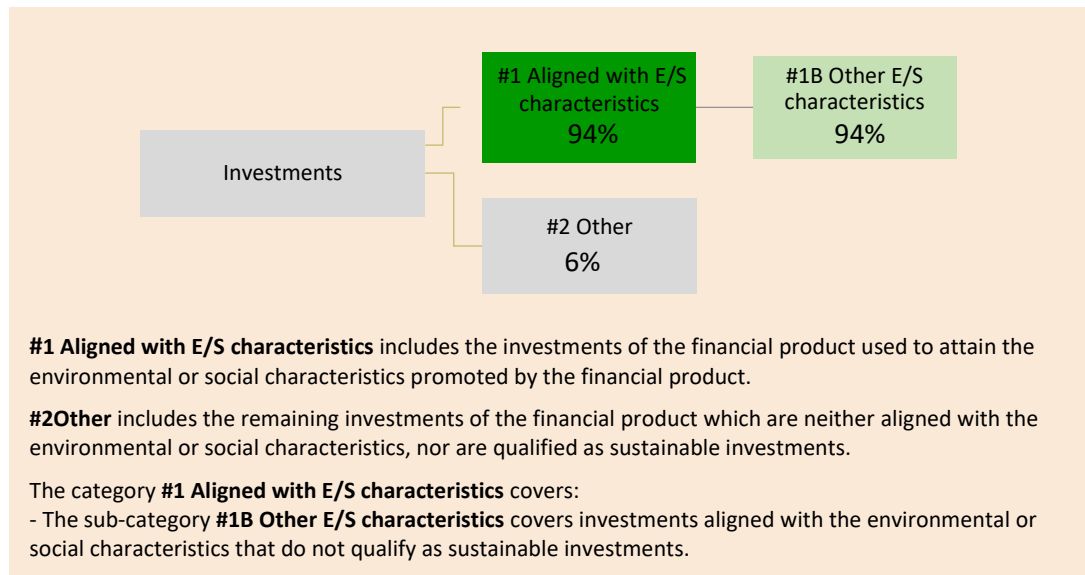 #1 Aligned with E/S
characteristics
94%
#1B Other E/S
characteristics
94%
Investments
#2 Other
6%
#1 Aligned with E/S characteristics includes the investments of the financial product used to attain the
environmental or social characteristics promoted by the financial product.
#2Other includes the remaining investments of the financial product which are neither aligned with the
environmental or social characteristics, nor are qualified as sustainable investments.
The category #1 Aligned with E/S characteristics covers:
- The sub-category #1B Other E/S characteristics covers investments aligned with the environmental or
social characteristics that do not qualify as sustainable investments.